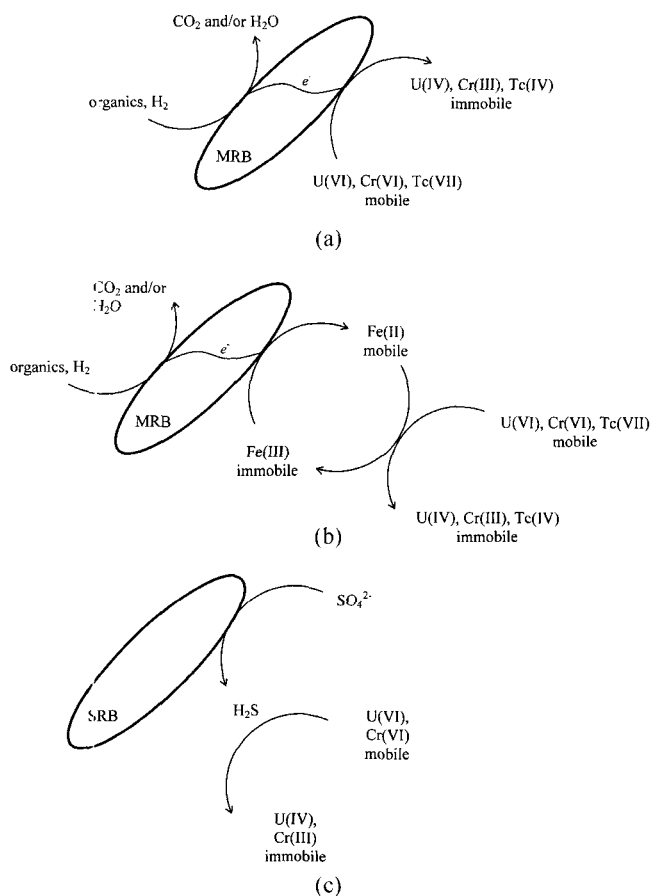 CO₂ and/or H₂O
organics, H₂
e⁻
MRB
U(IV), Cr(III), Tc(IV)
immobile
U(VI), Cr(VI), Tc(VII)
mobile
(a)
CO₂ and/or
H₂O
organics, H₂
e⁻
MRB
Fe(II)
mobile
Fe(III)
immobile
U(VI), Cr(VI), Tc(VII)
mobile
U(IV), Cr(III), Tc(IV)
immobile
(b)
SO₄²⁻
SRB
H₂S
U(VI),
Cr(VI)
mobile
U(IV),
Cr(III)
immobile
(c)